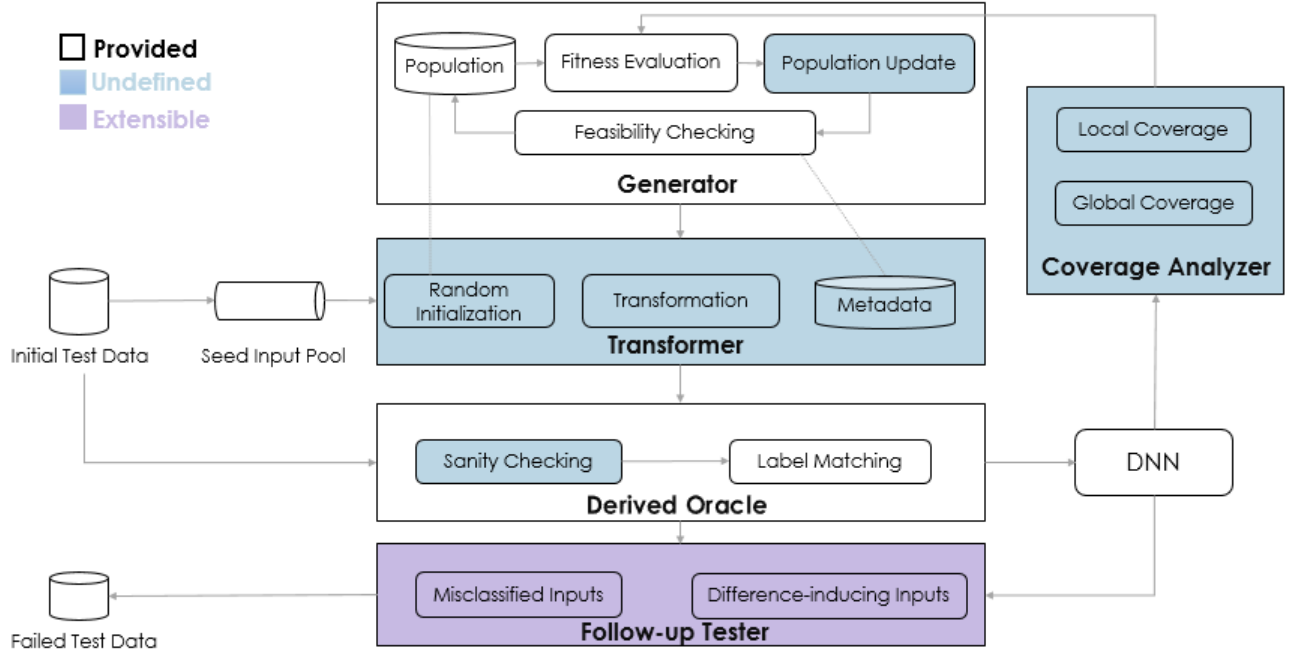 Provided
Undefined
Extensible
Population
Fitness Evaluation
Population Update
Feasibility Checking
Generator
Local Coverage
Global Coverage
Coverage Analyzer
Random
Initialization
Transformation
Metadata
Transformer
Initial Test Data
Seed Input Pool
Sanity Checking
Label Matching
Derived Oracle
DNN
Misclassified Inputs
Difference-inducing Inputs
Follow-up Tester
Failed Test Data